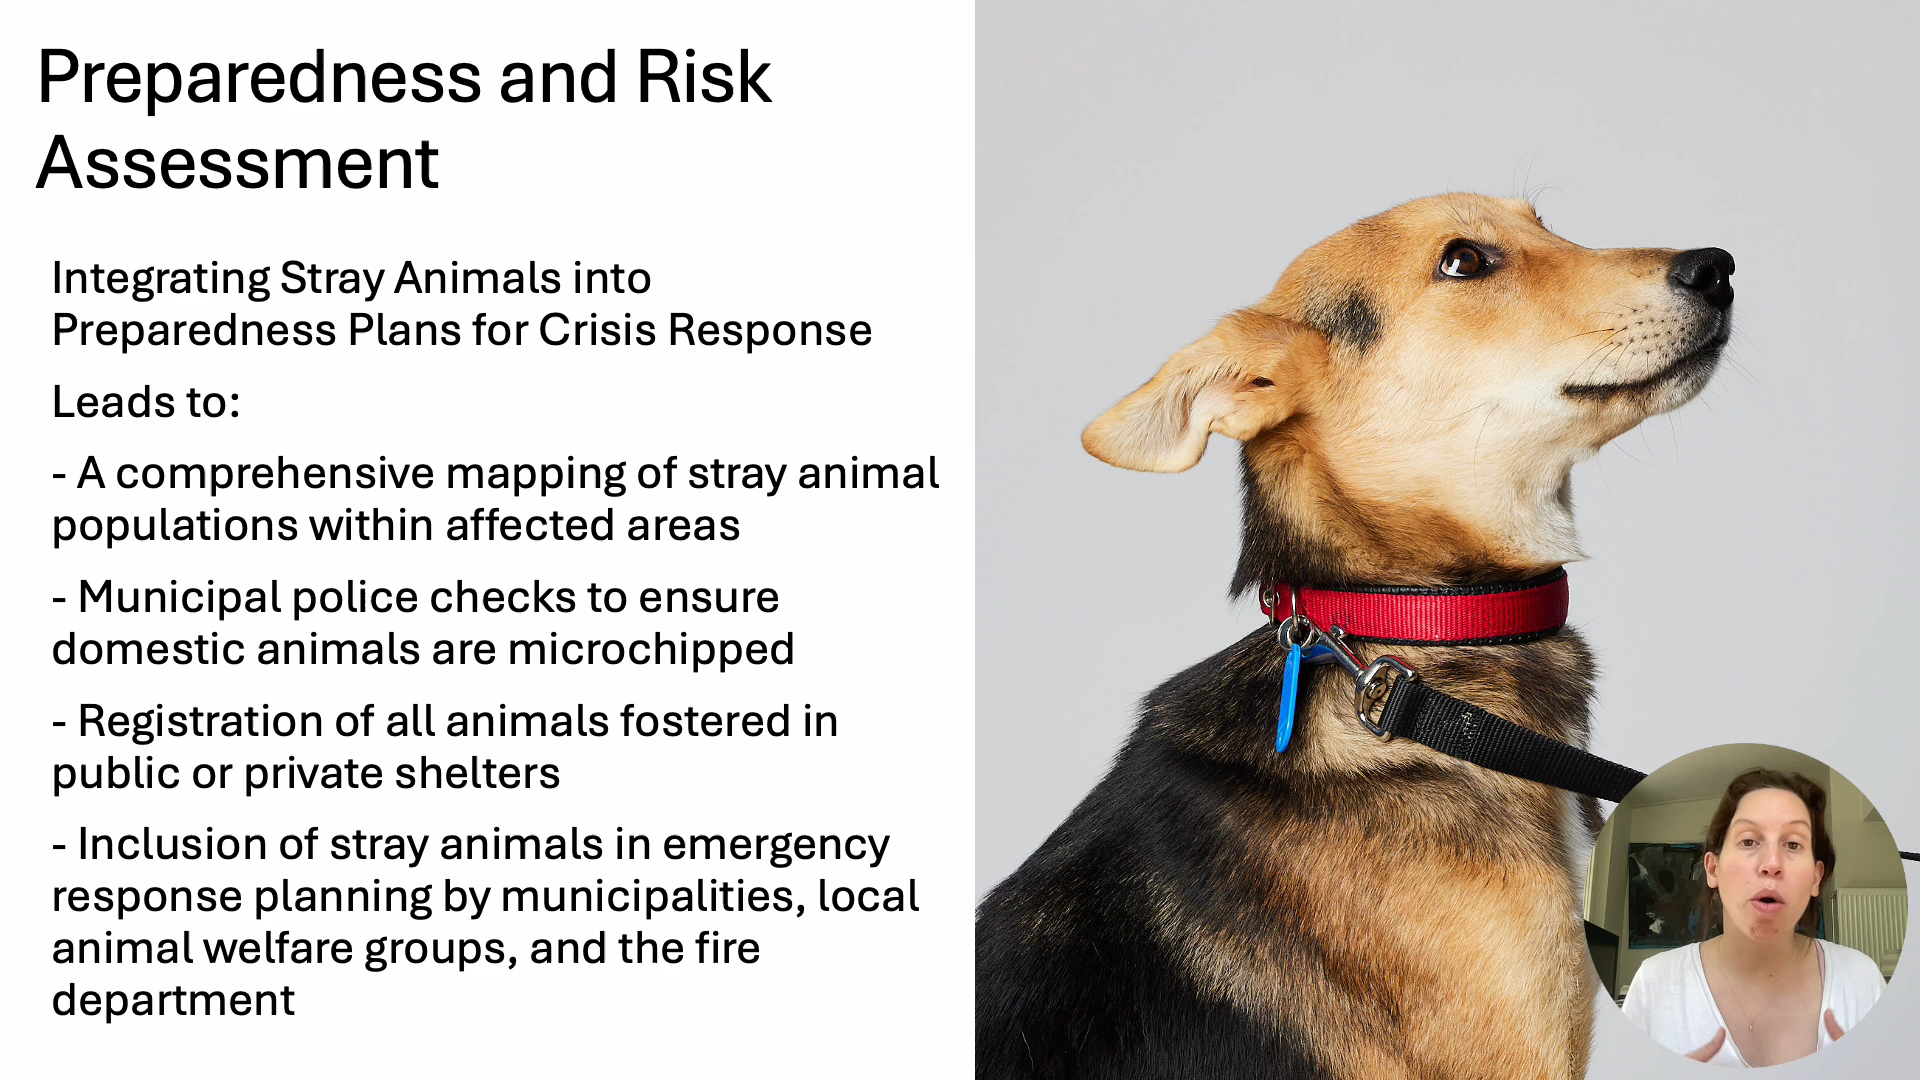 Preparedness and Risk
Assessment
Integrating Stray Animals into
Preparedness Plans for Crisis Response
Leads to:
- A comprehensive mapping of stray animal
populations within affected areas
- Municipal police checks to ensure
domestic animals are microchipped
- Registration of all animals fostered in
public or private shelters
- Inclusion of stray animals in emergency
response planning by municipalities, local
animal welfare groups, and the fire
department